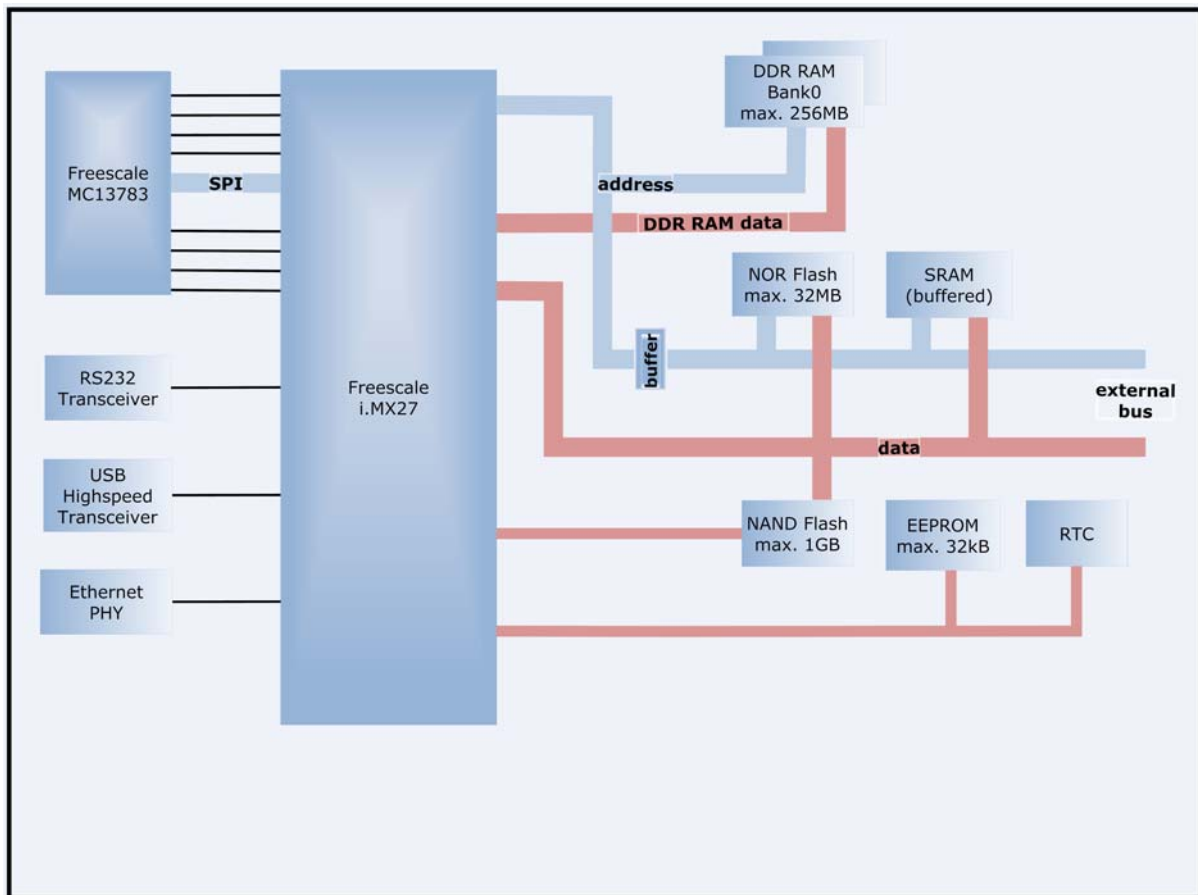 DDR RAM
Bank0
max. 256MB
Freescale
MC13783
SPI
address
DDR RAM data
NOR Flash
max. 32MB
SRAM
(buffered)
buffer
RS232
Transceiver
Freescale
i.MX27
external
bus
data
USB
Highspeed
Transceiver
NAND Flash
max. 1GB
EEPROM
max. 32kB
RTC
Ethernet
PHY